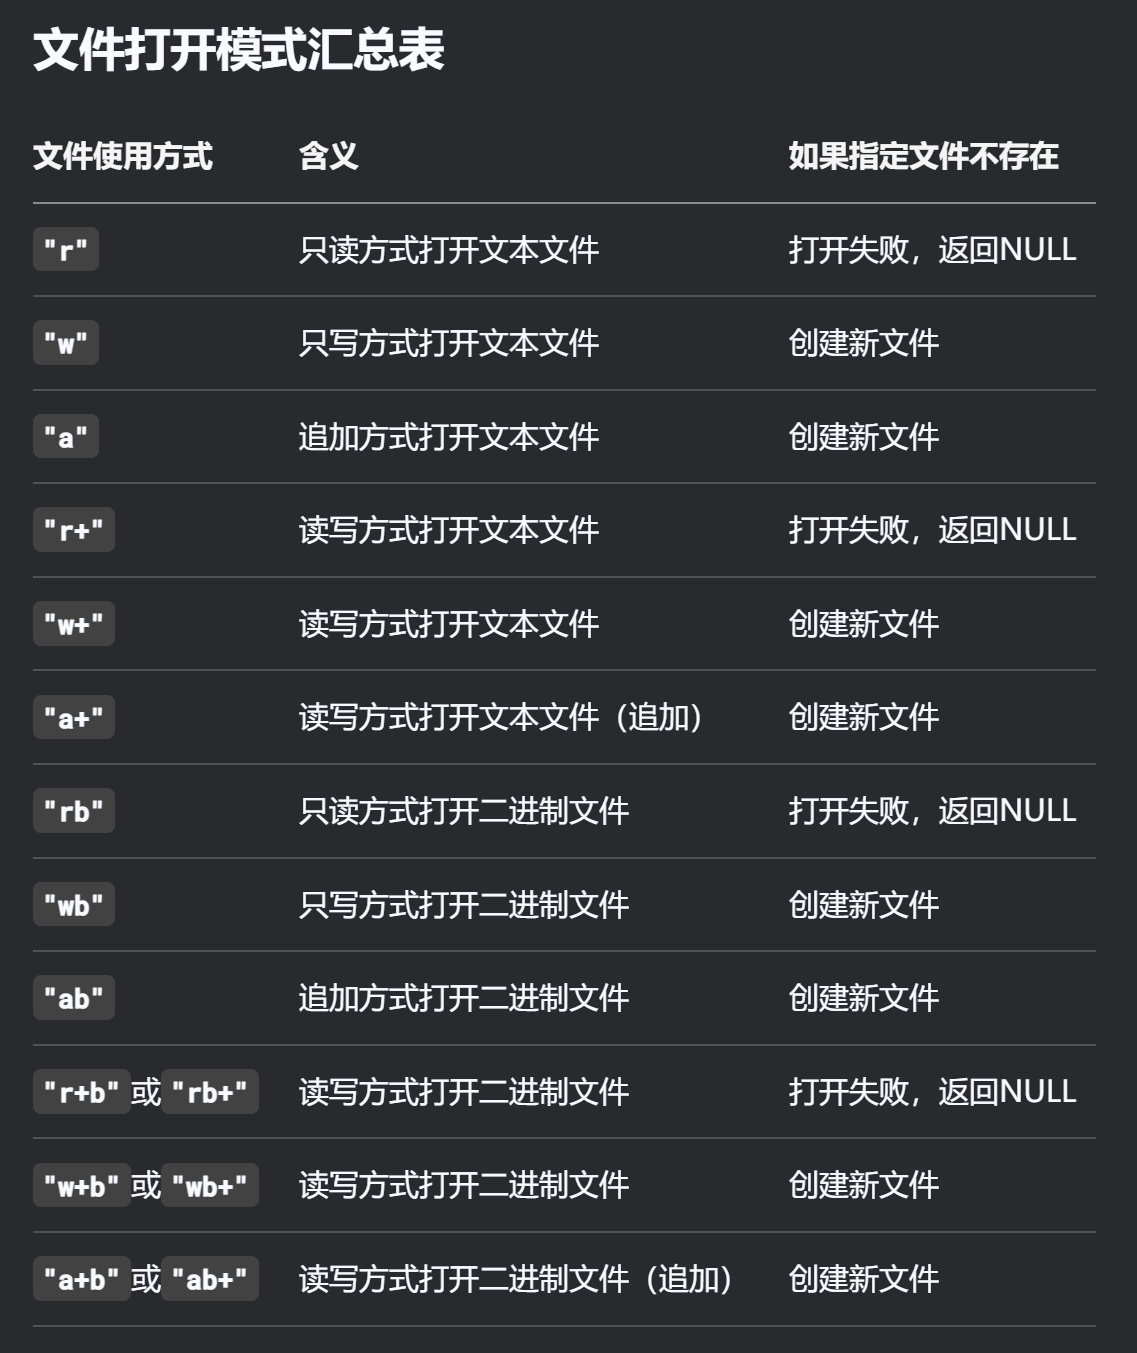 文件打开模式汇总表
文件使用方式 含义 如果指定文件不存在
"r" 只读方式打开文本文件 打开失败，返回NULL
"w" 只写方式打开文本文件 创建新文件
"a" 追加方式打开文本文件 创建新文件
"r+" 读写方式打开文本文件 打开失败，返回NULL
"w+" 读写方式打开文本文件 创建新文件
"a+" 读写方式打开文本文件（追加） 创建新文件
"rb" 只读方式打开二进制文件 打开失败，返回NULL
"wb" 只写方式打开二进制文件 创建新文件
"ab" 追加方式打开二进制文件 创建新文件
"r+b"或"rb+" 读写方式打开二进制文件 打开失败，返回NULL
"w+b"或"wb+" 读写方式打开二进制文件 创建新文件
"a+b"或"ab+" 读写方式打开二进制文件（追加） 创建新文件